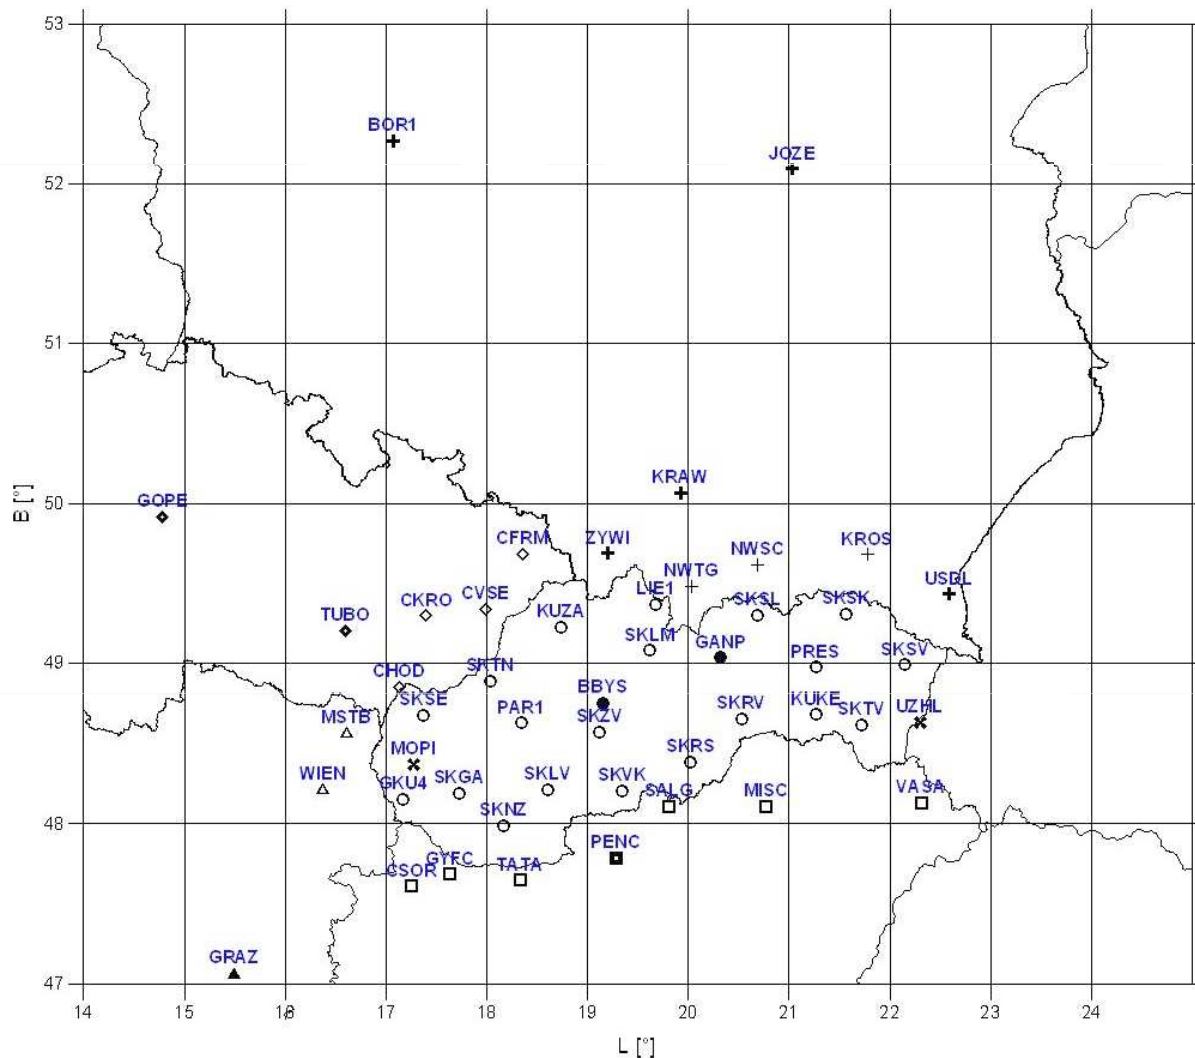 53
BOR1
JOZE
52
51
B [°]
50
KRAW
GOPE
CFRM
ZYWI
NWSC
KROS
NWTG
USDL
LIE1
CVSE
CKRO
TUBO
KUZA
SKSL
SKSK
SKLM
GANP
49
SKTN
CHOD
BBYS
PRES
SKSV
SKSE
MSTB
PAR1
SKZV
SKRV
KUKE
SKTV
UZHL
MOPI
SKRS
WIEN
GKU4
SKGA
SKLV
SKVK
SALG
MISC
VASA
48
SKNZ
PENC
GYFC
CSOR
TATA
GRAZ
47
14 15 16 17 18 19 20 21 22 23 24
L [°]